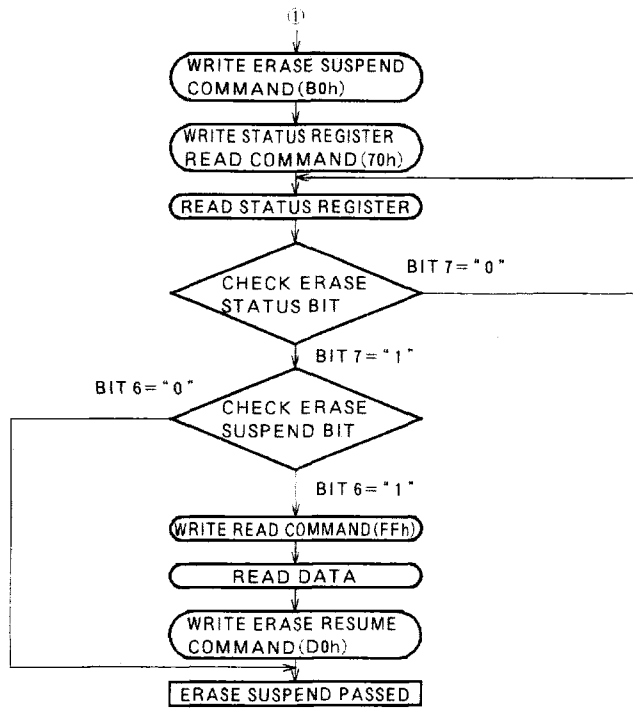 ①
WRITE ERASE SUSPEND
COMMAND(B0h)
WRITE STATUS REGISTER
READ COMMAND(70h)
READ STATUS REGISTER
BIT 7="0"
CHECK ERASE
STATUS BIT
BIT 7="1"
BIT 6="0"
CHECK ERASE
SUSPEND BIT
BIT 6="1"
WRITE READ COMMAND(FFh)
READ DATA
WRITE ERASE RESUME
COMMAND(D0h)
ERASE SUSPEND PASSED